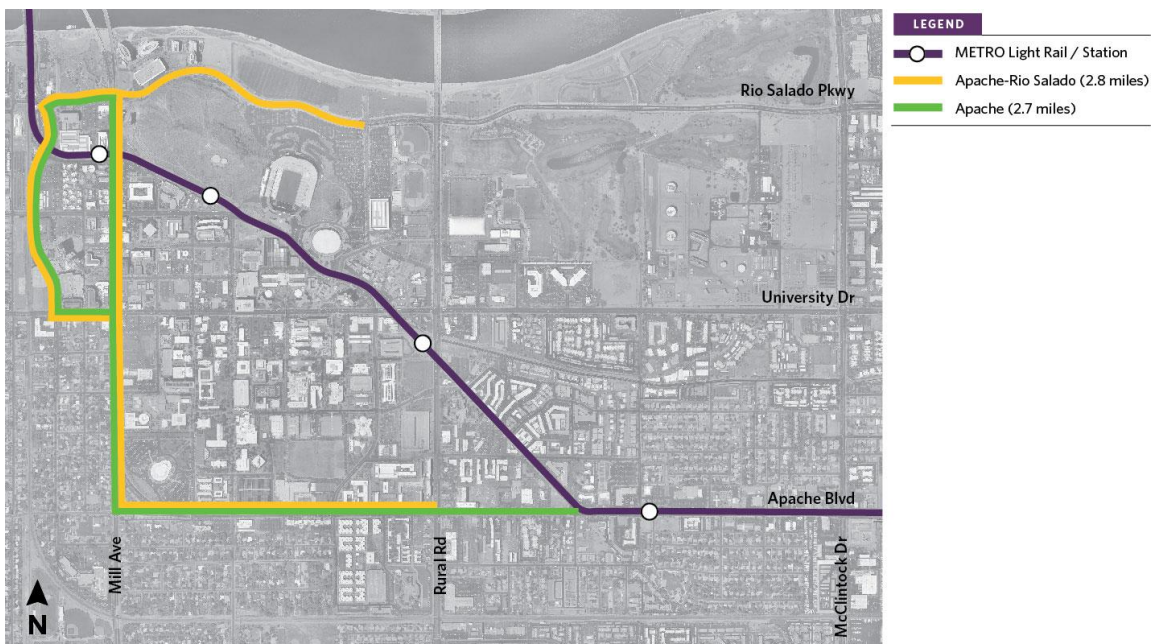 LEGEND
METRO Light Rail / Station
Apache-Rio Salado (2.8 miles)
Apache (2.7 miles)
Rio Salado Pkwy
University Dr
Apache Blvd
Mill Ave
Rural Rd
McClintock Dr
N